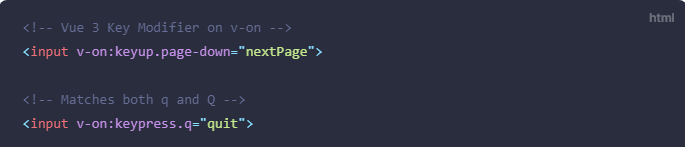 html
<!-- Vue 3 Key Modifier on v-on -->
<input v-on:keyup.page-down="nextPage">
<!-- Matches both q and Q -->
<input v-on:keypress.q="quit">